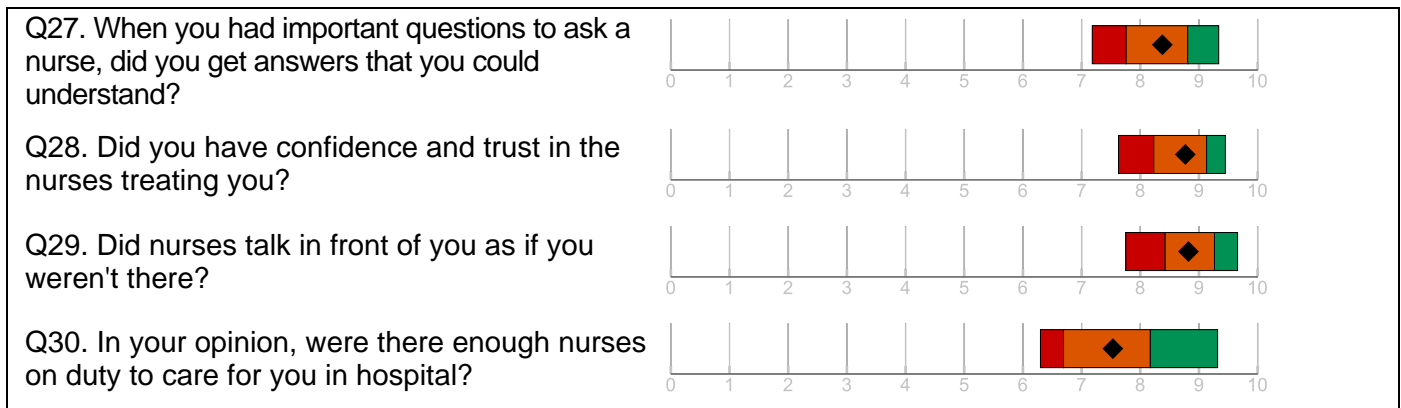 Q27. When you had important questions to ask a
nurse, did you get answers that you could
understand?
0 1 2 3 4 5 6 7 8 9 10
Q28. Did you have confidence and trust in the
nurses treating you?
0 1 2 3 4 5 6 7 8 9 10
Q29. Did nurses talk in front of you as if you
weren't there?
0 1 2 3 4 5 6 7 8 9 10
Q30. In your opinion, were there enough nurses
on duty to care for you in hospital?
0 1 2 3 4 5 6 7 8 9 10